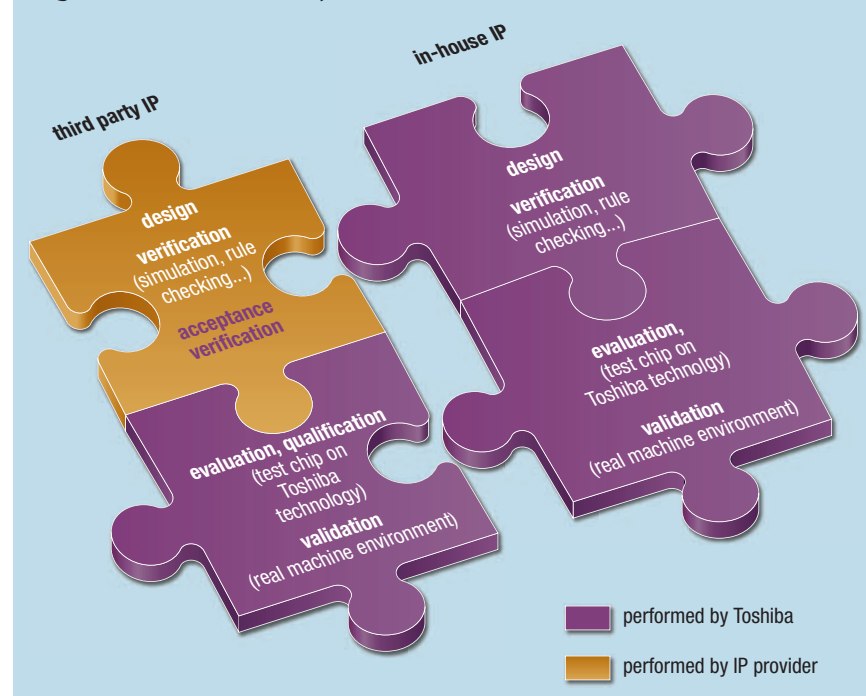 third party IP
design
verification
(simulation, rule
checking...)
acceptance
verification
evaluation, qualification
(test chip on
Toshiba
technology)
validation
(real machine environment)
in-house IP
design
verification
(simulation, rule
checking...)
evaluation,
(test chip on
Toshiba technolgy)
validation
(real machine environment)
performed by Toshiba
performed by IP provider